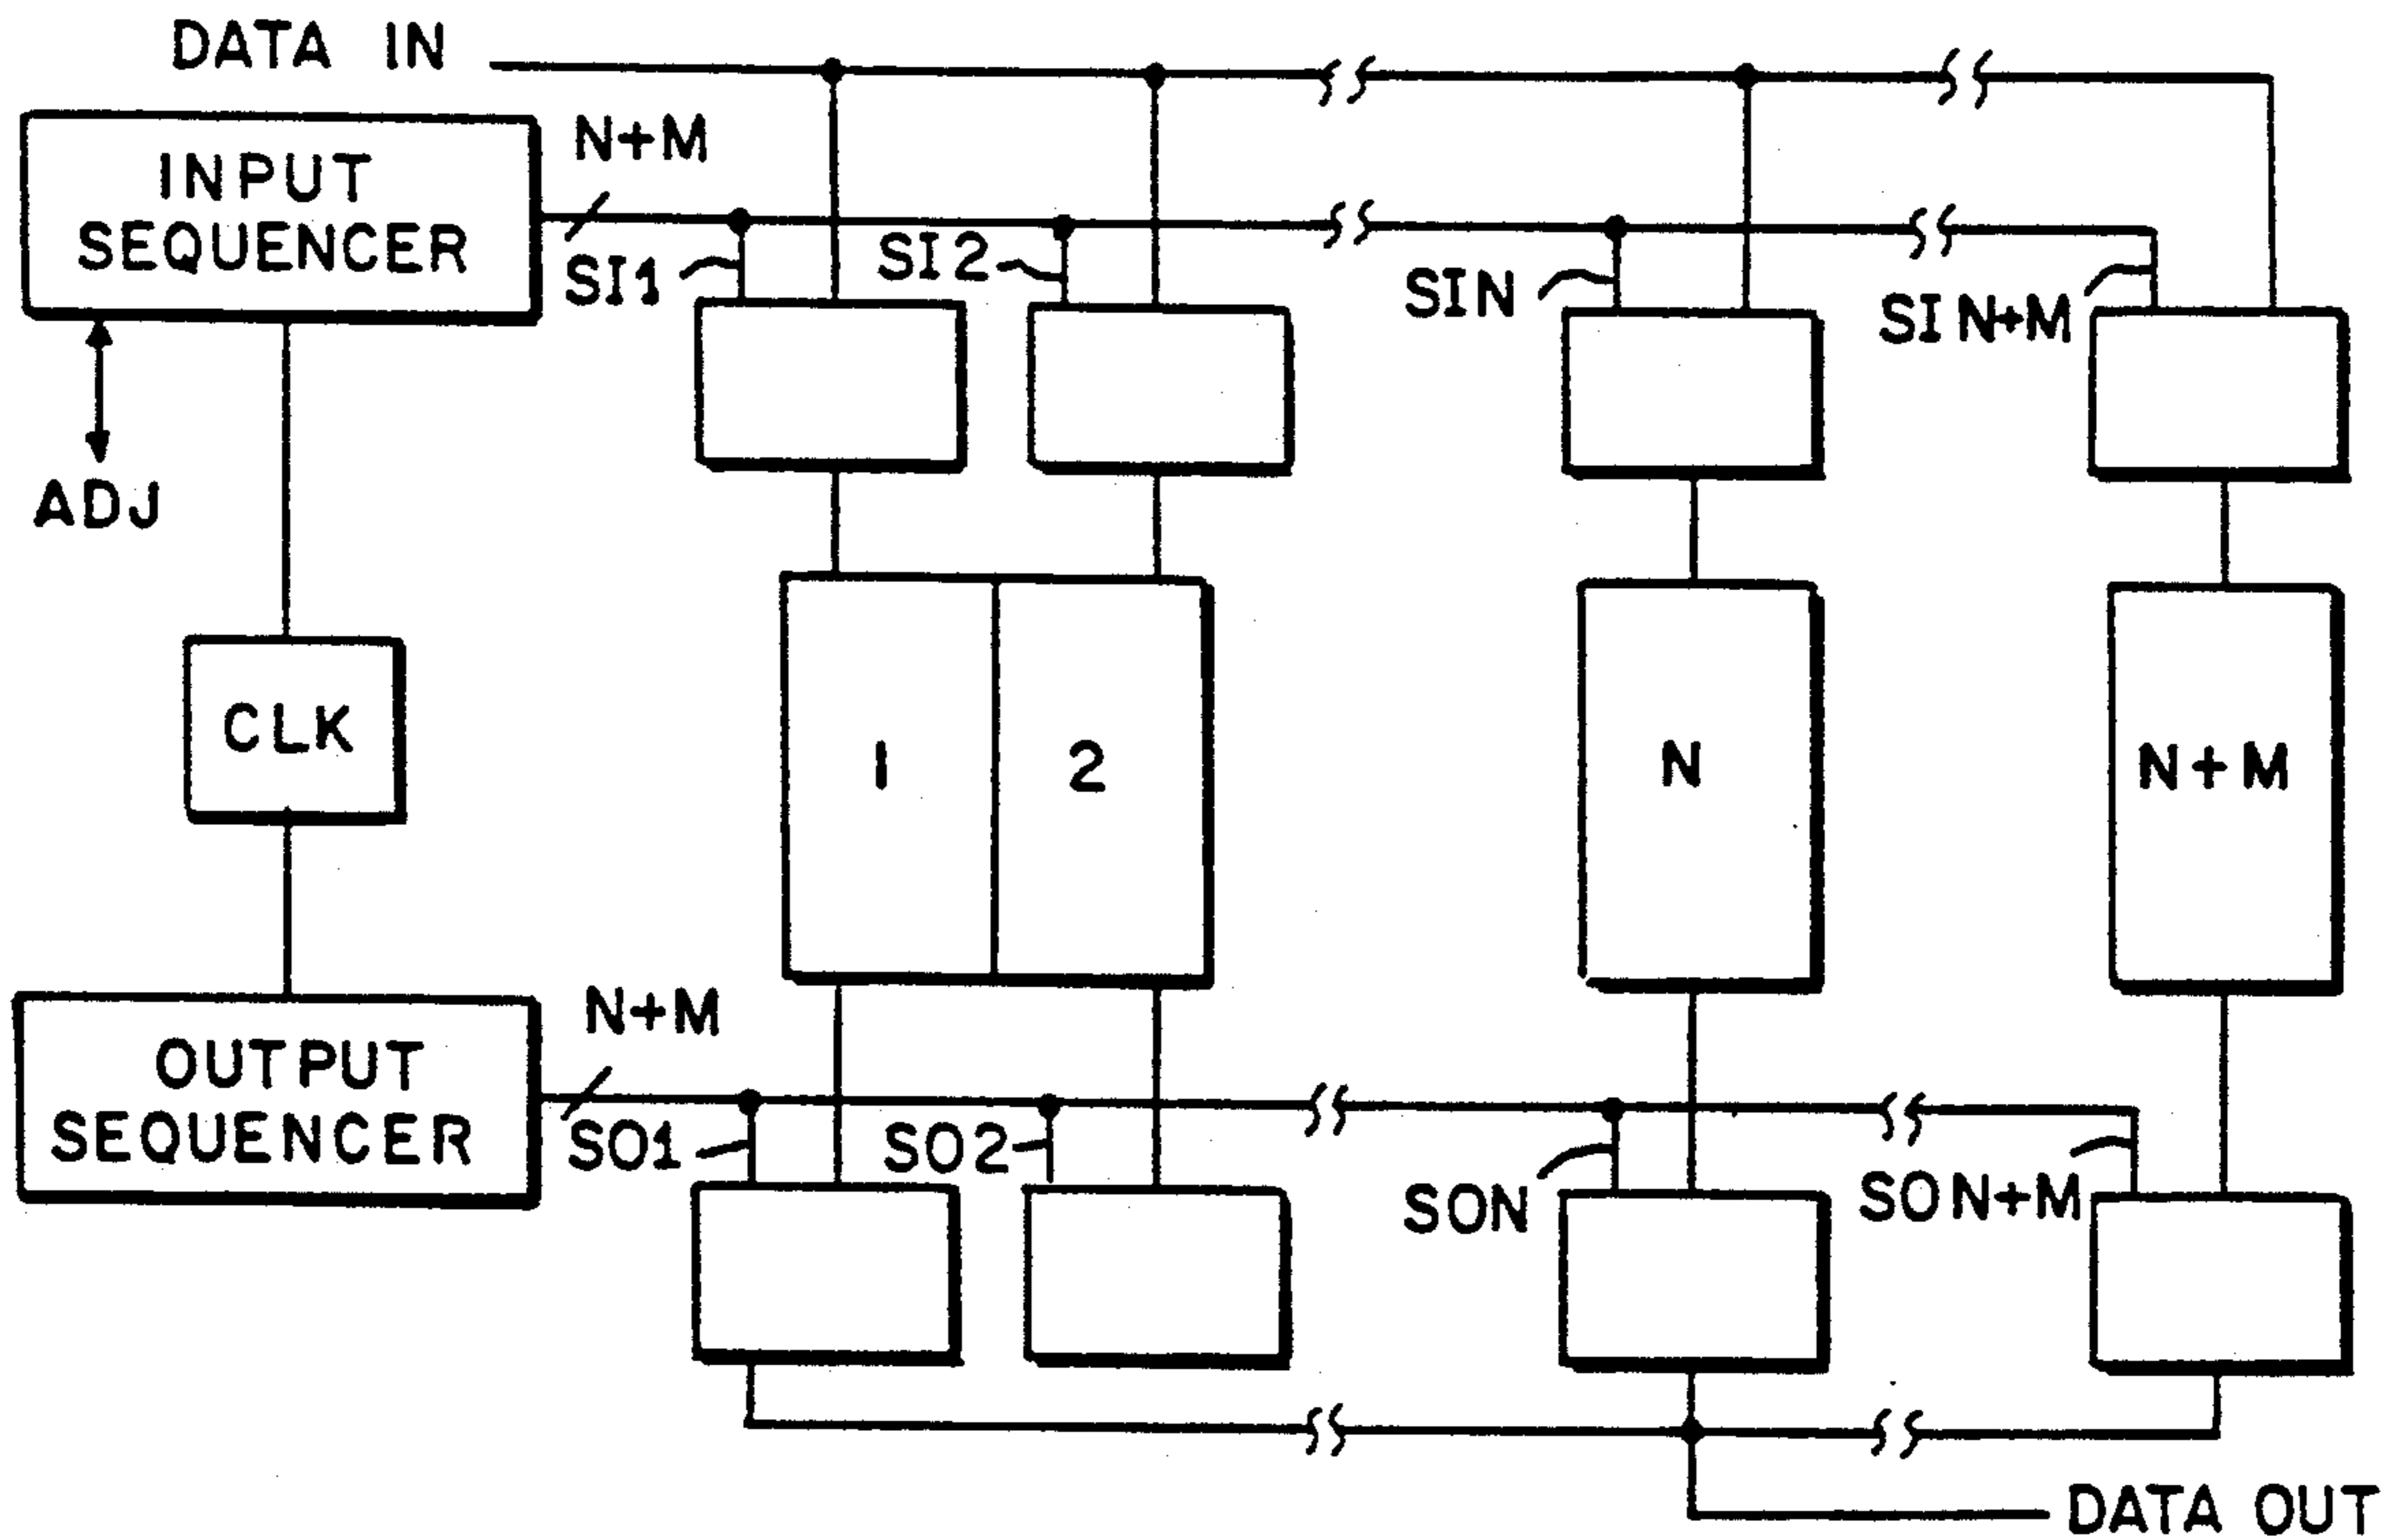 DATA IN
N+M
INPUT
SEQUENCER
SI1
SI2
SIN
SI N+M
ADJ
CLK
1
2
N
N+M
N+M
OUTPUT
SEQUENCER
SO1
SO2
SON
SON+M
DATA OUT